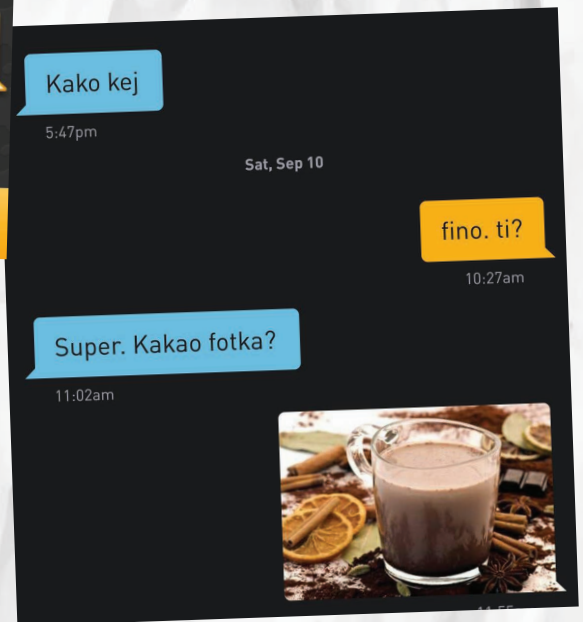 Kako kej
5:47pm
Sat, Sep 10
fino. ti?
10:27am
Super. Kakao fotka?
11:02am